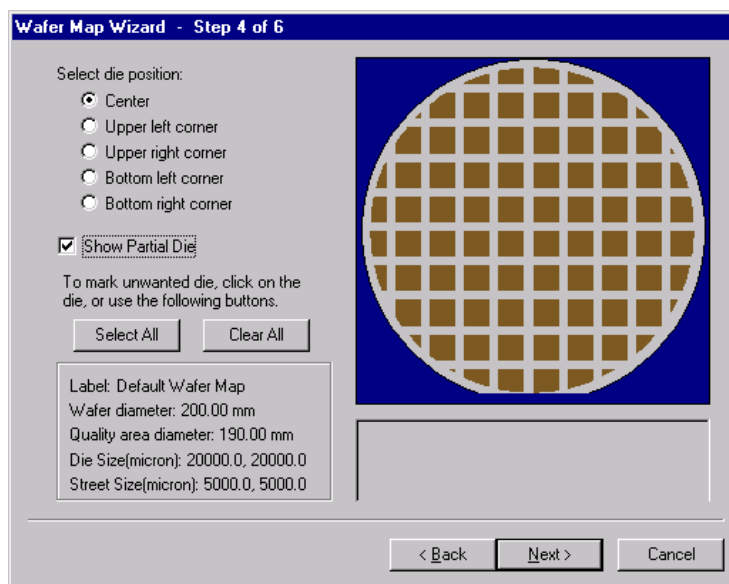 Wafer Map Wizard - Step 4 of 6
Select die position:
Center
Upper left corner
Upper right corner
Bottom left corner
Bottom right corner
Show Partial Die
To mark unwanted die, click on the
die, or use the following buttons.
Select All
Clear All
Label: Default Wafer Map
Wafer diameter: 200.00 mm
Quality area diameter: 190.00 mm
Die Size(micron): 20000.0, 20000.0
Street Size(micron): 5000.0, 5000.0
< Back
Next >
Cancel